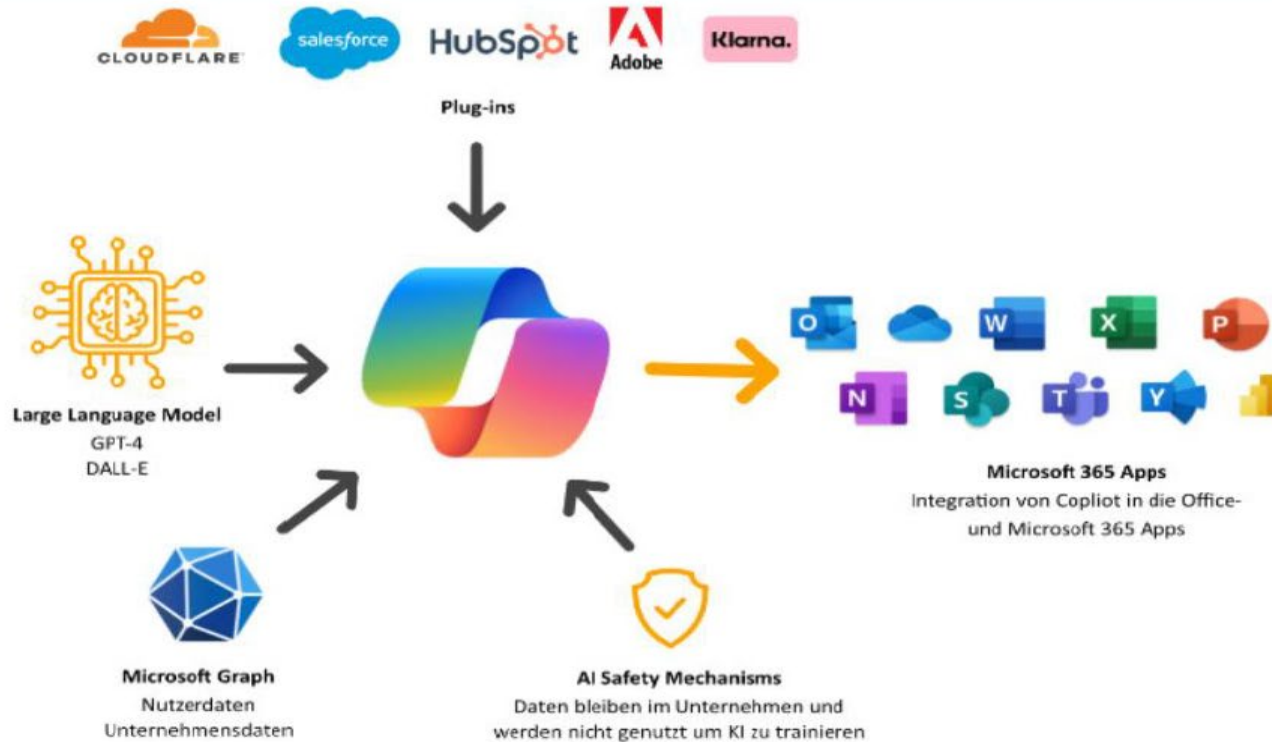 CLOUDFLARE
salesforce
HubSpot
Adobe
Klarna.
Plug-ins
Large Language Model
GPT-4
DALL-E
O
W
X
P
N
S
T
Y
Microsoft 365 Apps
Integration von Copliot in die Office-
und Microsoft 365 Apps
Microsoft Graph
Nutzerdaten
Unternehmensdaten
AI Safety Mechanisms
Daten bleiben im Unternehmen und
werden nicht genutzt um KI zu trainieren